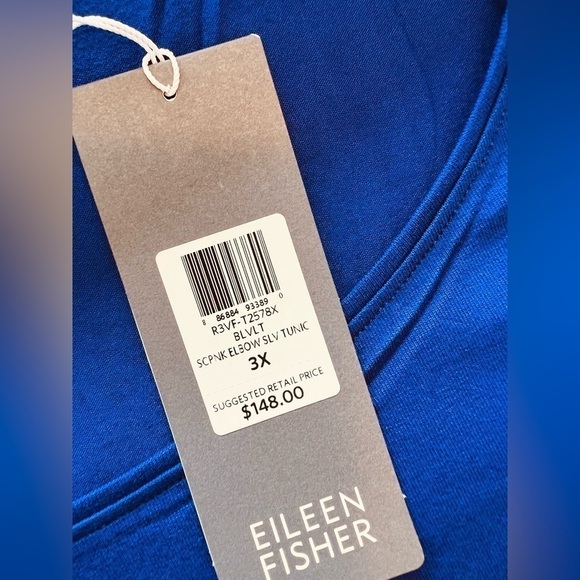 8 86884 93389 0
R3VF-T2578X
BLVLT
SCPNK ELBOW SLV TUNIC
3X
SUGGESTED RETAIL PRICE
$148.00
EILEEN
FISHER